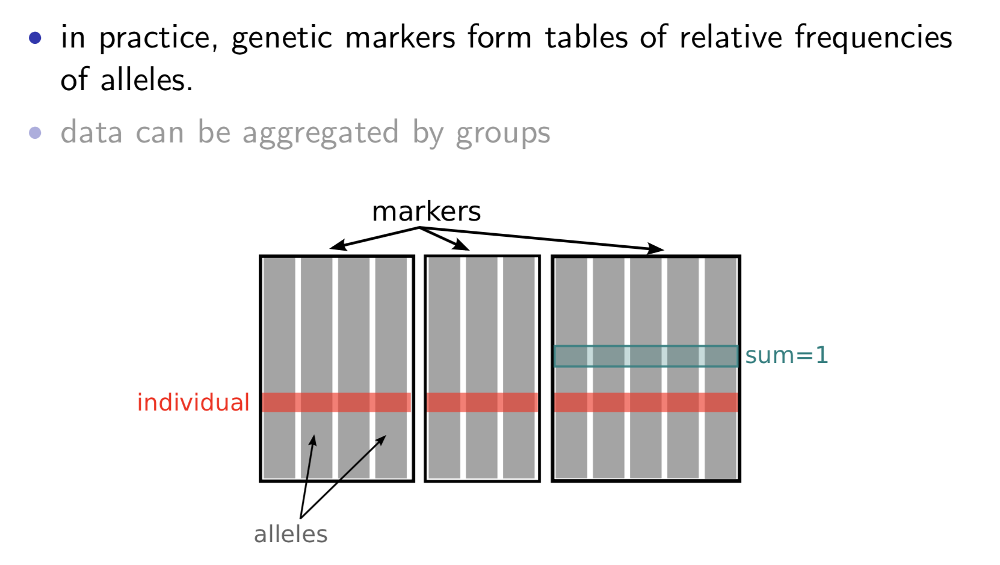 • in practice, genetic markers form tables of relative frequencies
of alleles.
• data can be aggregated by groups
markers
sum=1
individual
alleles